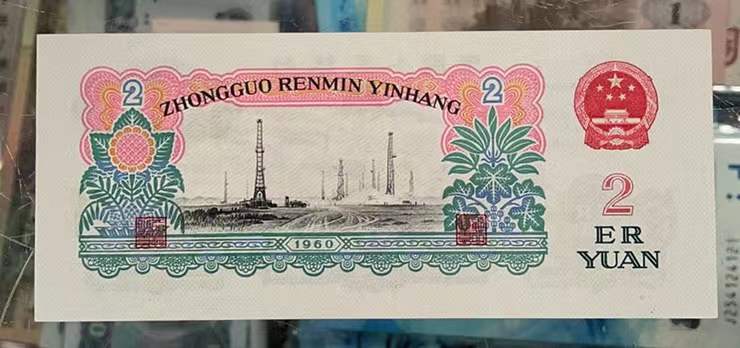 2
ZHONGGUO RENMIN YINHANG
2
1960
2
ER
YUAN